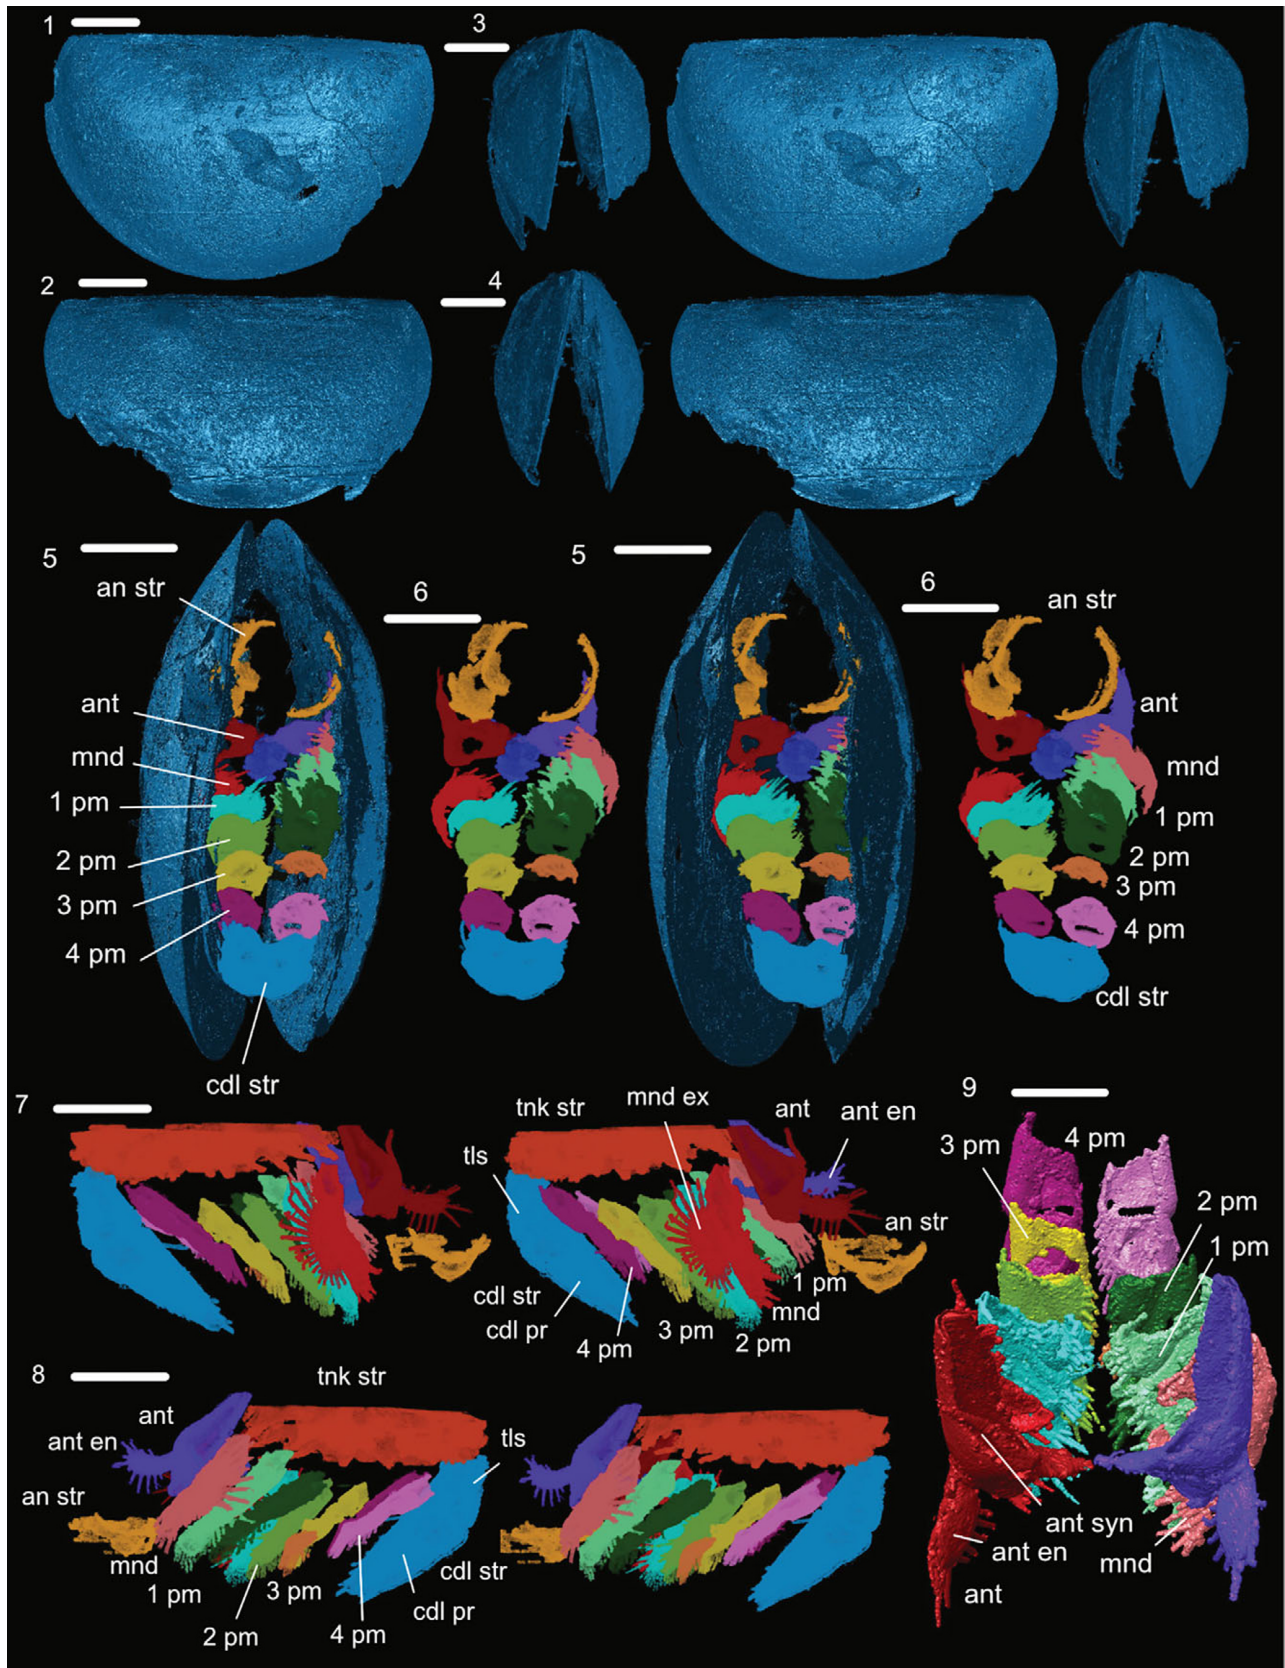 1
3
2
4
5
an str
6
5
6
an str
ant
mnd
1 pm
2 pm
3 pm
4 pm
cdl str
ant
mnd
1 pm
2 pm
3 pm
4 pm
cdl str
7
tnk str
mnd ex
ant
ant en
tls
an str
cdl str
cdl pr
4 pm
3 pm
2 pm
mnd
1 pm
9
3 pm
4 pm
2 pm
1 pm
ant syn
ant en
mnd
ant
8
tnk str
ant
ant en
an str
tls
mnd
1 pm
2 pm
3 pm
4 pm
cdl str
cdl pr